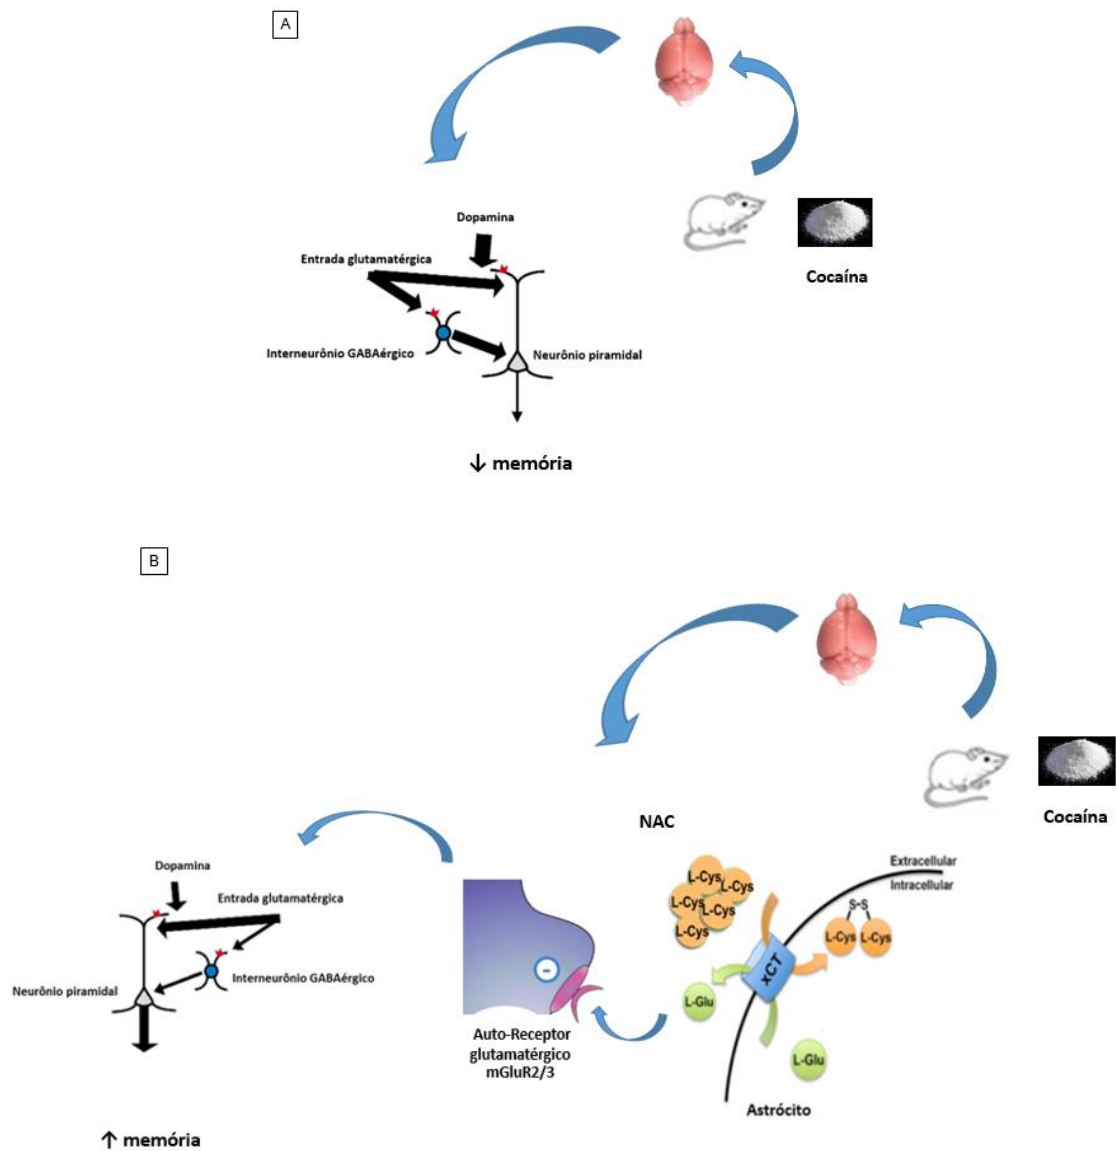 A
Dopamina
Entrada glutamatérgica
Interneurônio GABAérgico
Neurônio piramidal
Cocaína
↓ memória
B
Cocaína
NAC
Extracellular
Intracellular
L-Cys
L-Cys
L-Cys
L-Cys
L-Cys
S-S
L-Cys
L-Cys
xCT
L-Glu
L-Glu
Astrócito
Auto-Receptor
glutamatérgico
mGluR2/3
Dopamina
Entrada glutamatérgica
Interneurônio GABAérgico
Neurônio piramidal
↑ memória